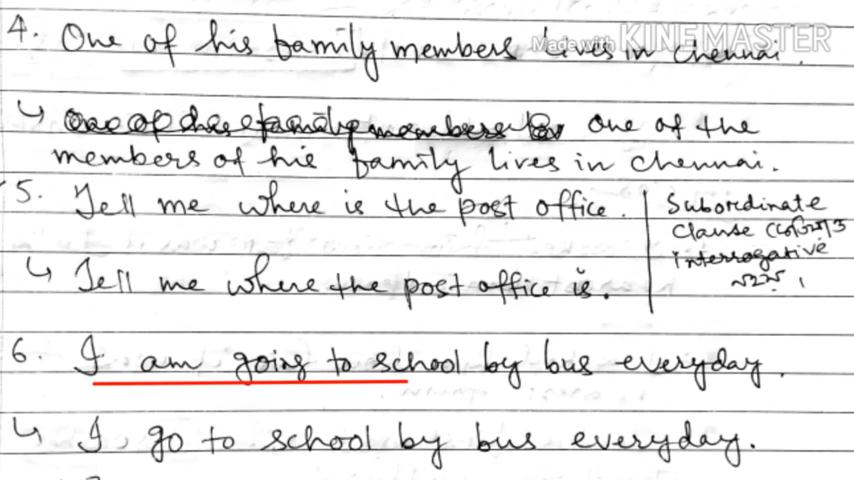 Made with KINEMASTER
4. One of his family members lives in Chennai.
↳ one of the
members of his family lives in Chennai.
5. Tell me where is the post office.
↳ Tell me where the post office is.
Subordinate
Clause
interrogative
6. I am going to school by bus everyday.
↳ I go to school by bus everyday.